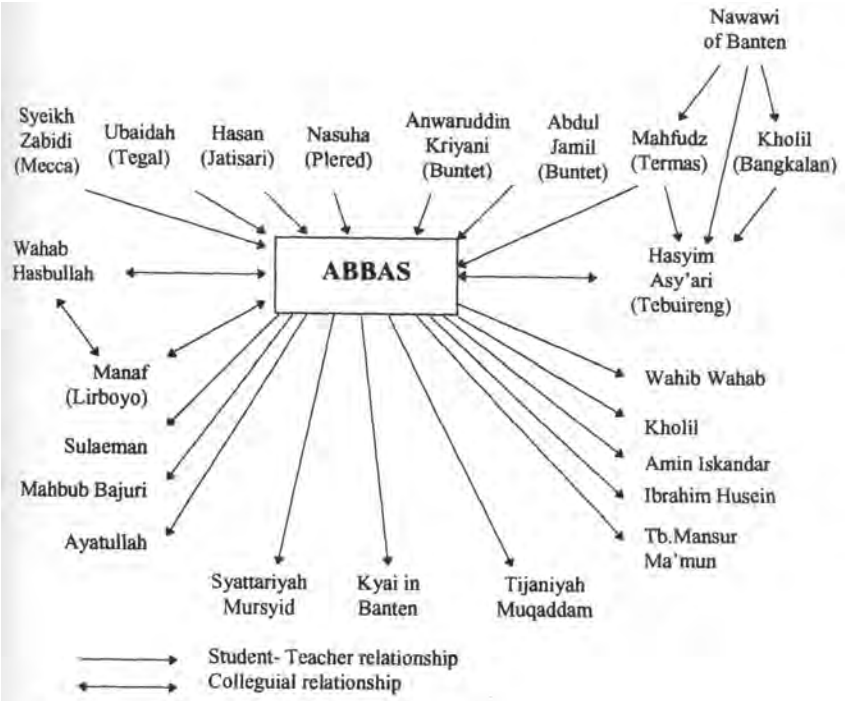 Nawawi
of Banten
Syeikh
Zabidi
(Mecca)
Ubaidah
(Tegal)
Hasan
(Jatisari)
Nasuha
(Plered)
Anwaruddin
Kriyani
(Buntet)
Abdul
Jamil
(Buntet)
Mahfudz
(Termas)
Kholil
(Bangkalan)
Wahab
Hasbullah
ABBAS
Hasyim
Asy'ari
(Tebuireng)
Manaf
(Lirboyo)
Sulaeman
Mahbub Bajuri
Ayatullah
Wahib Wahab
Kholil
Amin Iskandar
Ibrahim Husein
Tb.Mansur
Ma'mun
Syattariyah
Mursyid
Kyai in
Banten
Tijaniyah
Muqaddam
Student- Teacher relationship
Colleguial relationship